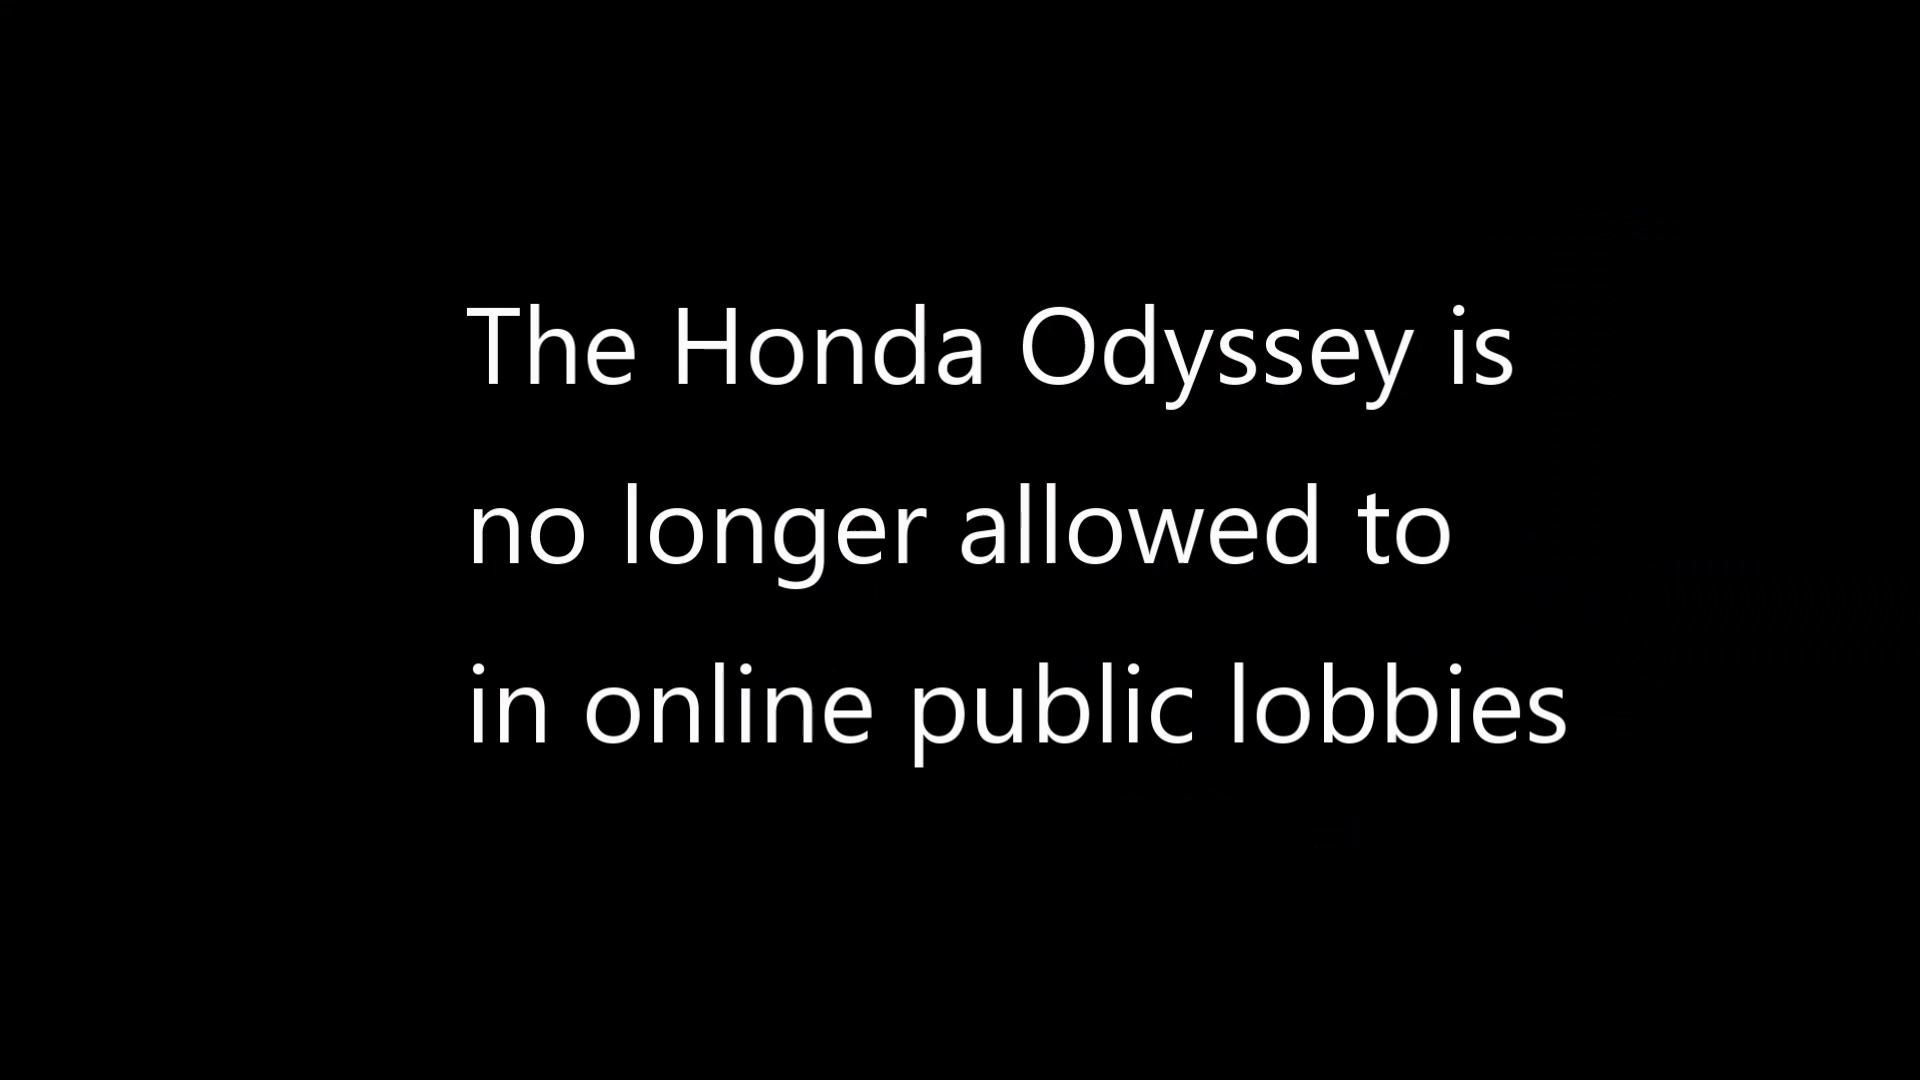 The Honda Odyssey is
no longer allowed to
in online public lobbies